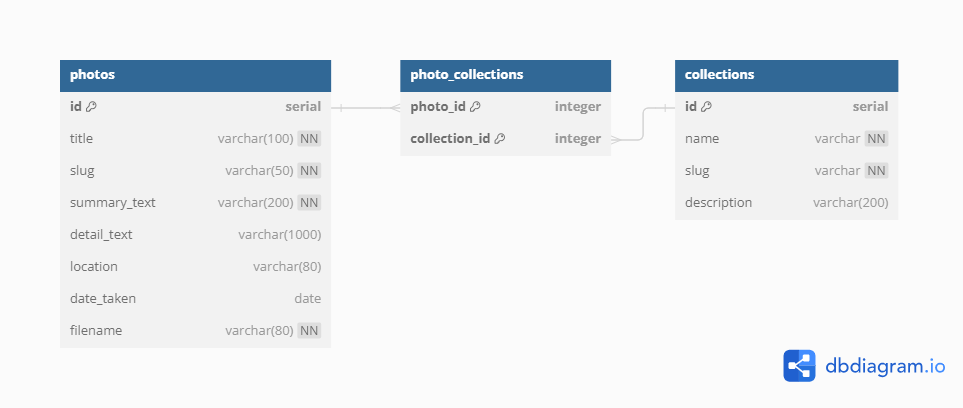 photos
id serial
title varchar(100) NN
slug varchar(50) NN
summary_text varchar(200) NN
detail_text varchar(1000)
location varchar(80)
date_taken date
filename varchar(80) NN
photo_collections
photo_id integer
collection_id integer
collections
id serial
name varchar NN
slug varchar NN
description varchar(200)
dbdiagram.io